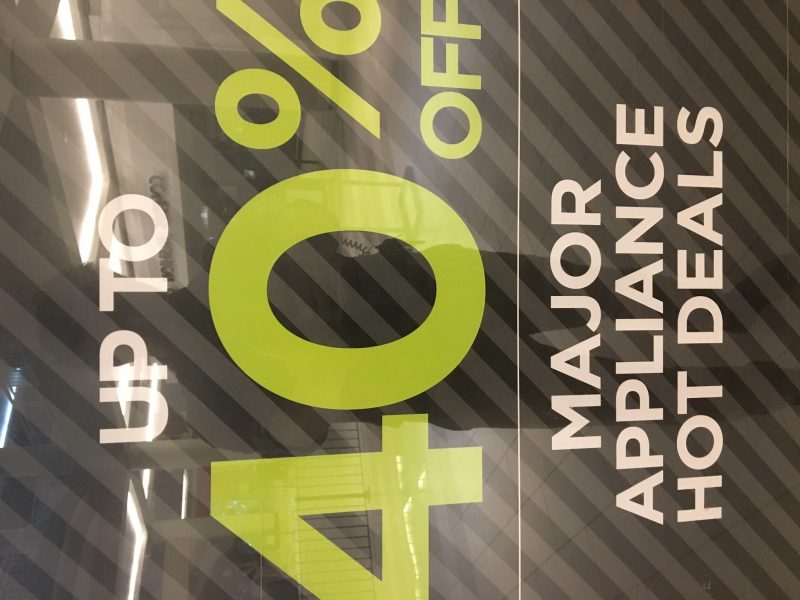 UP TO
40%
OFF
MAJOR
APPLIANCE
HOT DEALS